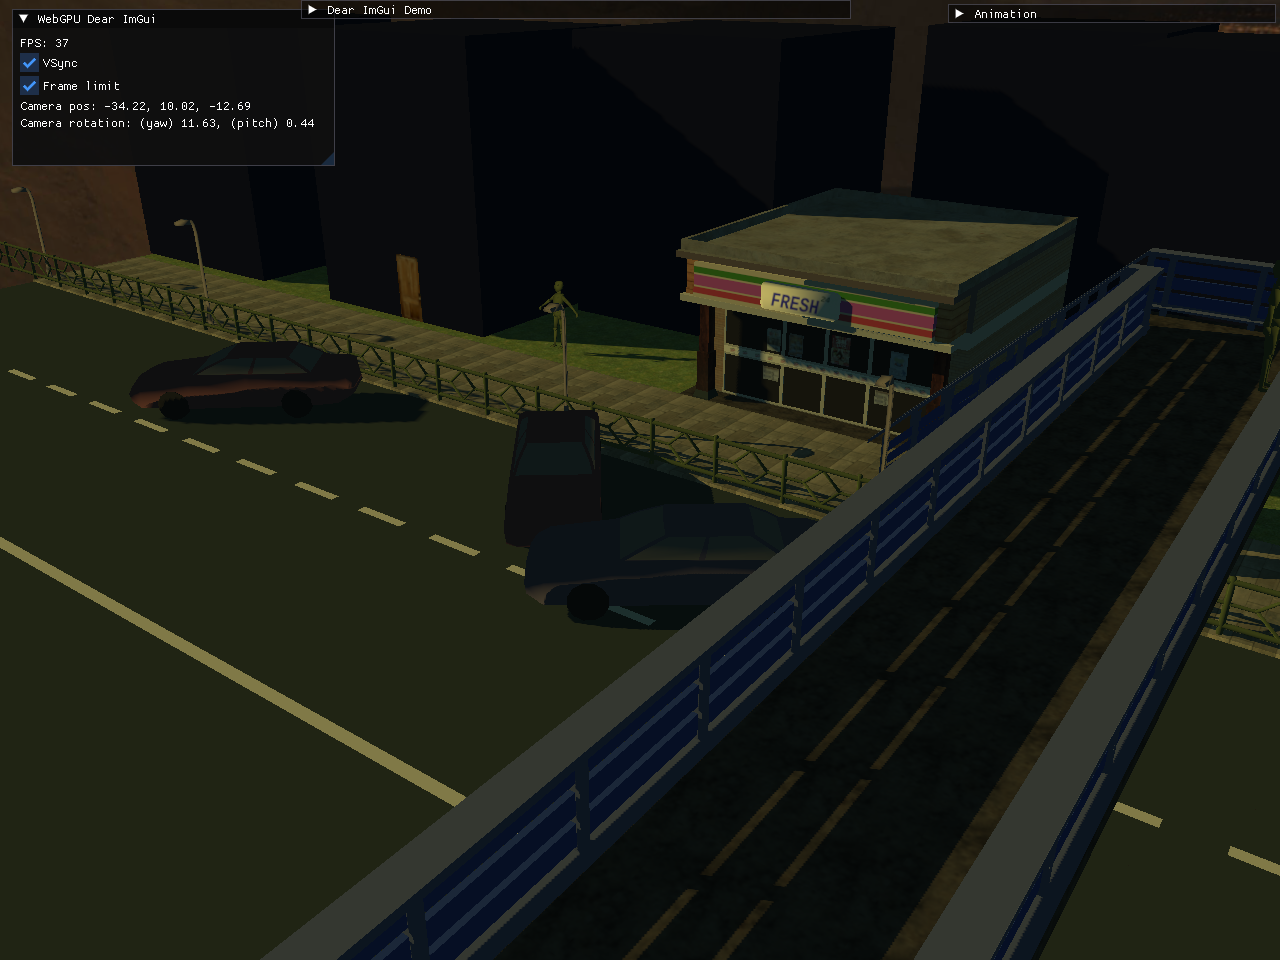 WebGPU Dear ImGui
FPS: 37
VSync
Frame limit
Camera pos: -34.22, 10.02, -12.69
Camera rotation: (yaw) 11.63, (pitch) 0.44
Dear ImGui Demo
Animation
FRESH